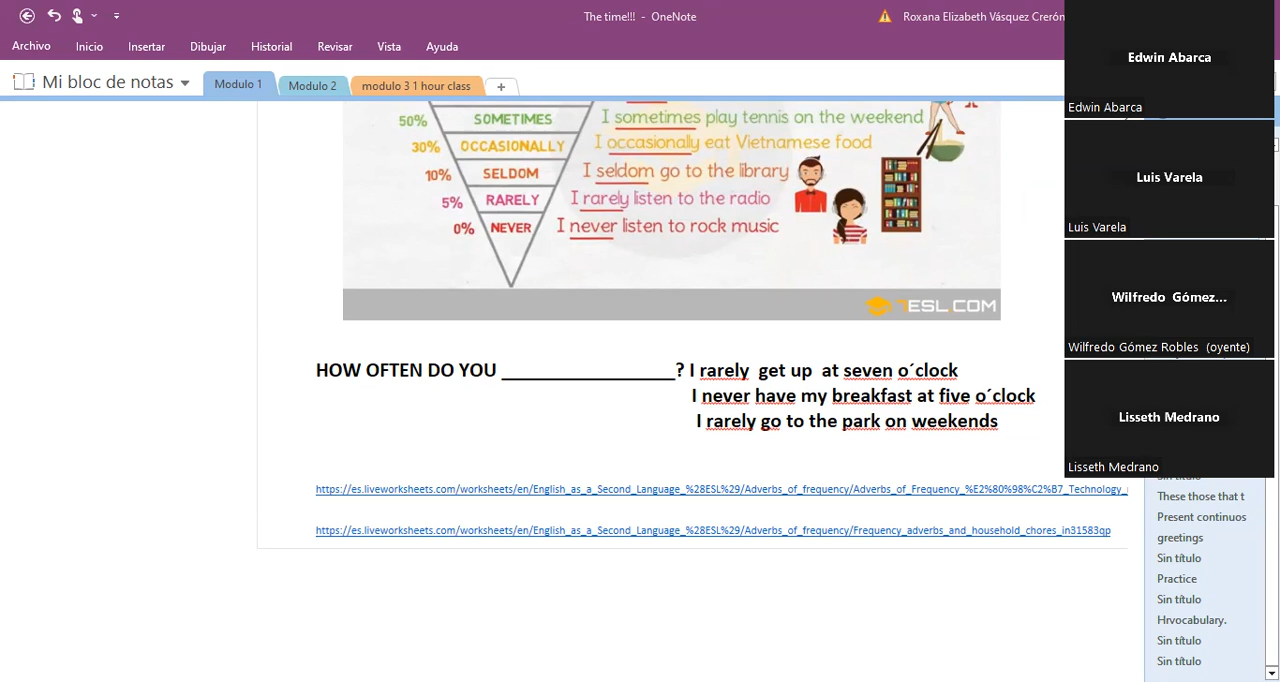 The time!!! - OneNote
Roxana Elizabeth Vásquez Crerón
Archivo Inicio Insertar Dibujar Historial Revisar Vista Ayuda
Mi bloc de notas Modulo 1 Modulo 2 modulo 3 1 hour class +
50% SOMETIMES I sometimes play tennis on the weekend
30% OCCASIONALLY I occasionally eat Vietnamese food
10% SELDOM I seldom go to the library
5% RARELY I rarely listen to the radio
0% NEVER I never listen to rock music
7ESL.COM
HOW OFTEN DO YOU _________________? I rarely get up at seven o´clock
I never have my breakfast at five o´clock
I rarely go to the park on weekends
https://es.liveworksheets.com/worksheets/en/English_as_a_Second_Language_%28ESL%29/Adverbs_of_frequency/Adverbs_of_Frequency_%E2%80%98%C2%B7_Technology_
https://es.liveworksheets.com/worksheets/en/English_as_a_Second_Language_%28ESL%29/Adverbs_of_frequency/Frequency_adverbs_and_household_chores_in31583qp
Edwin Abarca
Edwin Abarca
Luis Varela
Luis Varela
Wilfredo Gómez...
Wilfredo Gómez Robles (oyente)
Lisseth Medrano
Lisseth Medrano
Sin título
These those that t
Present continuos
greetings
Sin título
Practice
Sin título
Hrvocabulary.
Sin título
Sin título